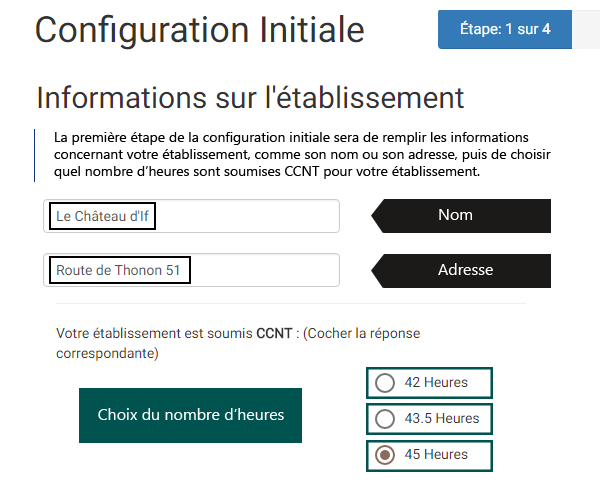 Configuration Initiale
Étape: 1 sur 4
Informations sur l'établissement
La première étape de la configuration initiale sera de remplir les informations
concernant votre établissement, comme son nom ou son adresse, puis de choisir
quel nombre d’heures sont soumises CCNT pour votre établissement.
Le Château d'If
Nom
Route de Thonon 51
Adresse
Votre établissement est soumis CCNT : (Cocher la réponse
correspondante)
Choix du nombre d’heures
42 Heures
43.5 Heures
45 Heures